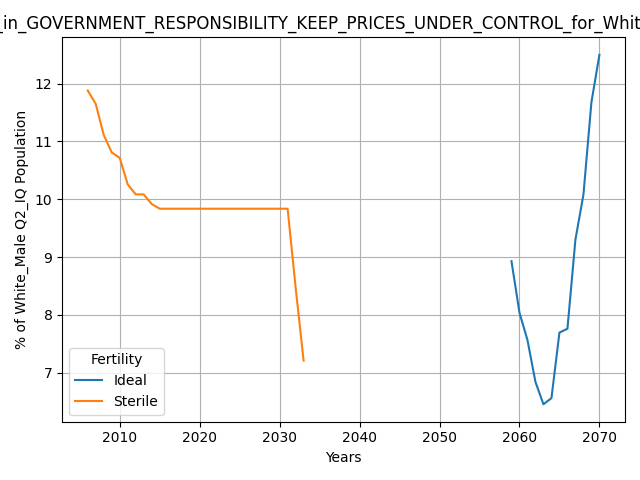 _in_GOVERNMENT_RESPONSIBILITY_KEEP_PRICES_UNDER_CONTROL_for_Whit
% of White_Male Q2_IQ Population
12
11
10
9
8
7
Fertility
Ideal
Sterile
2010 2020 2030 2040 2050 2060 2070
Years